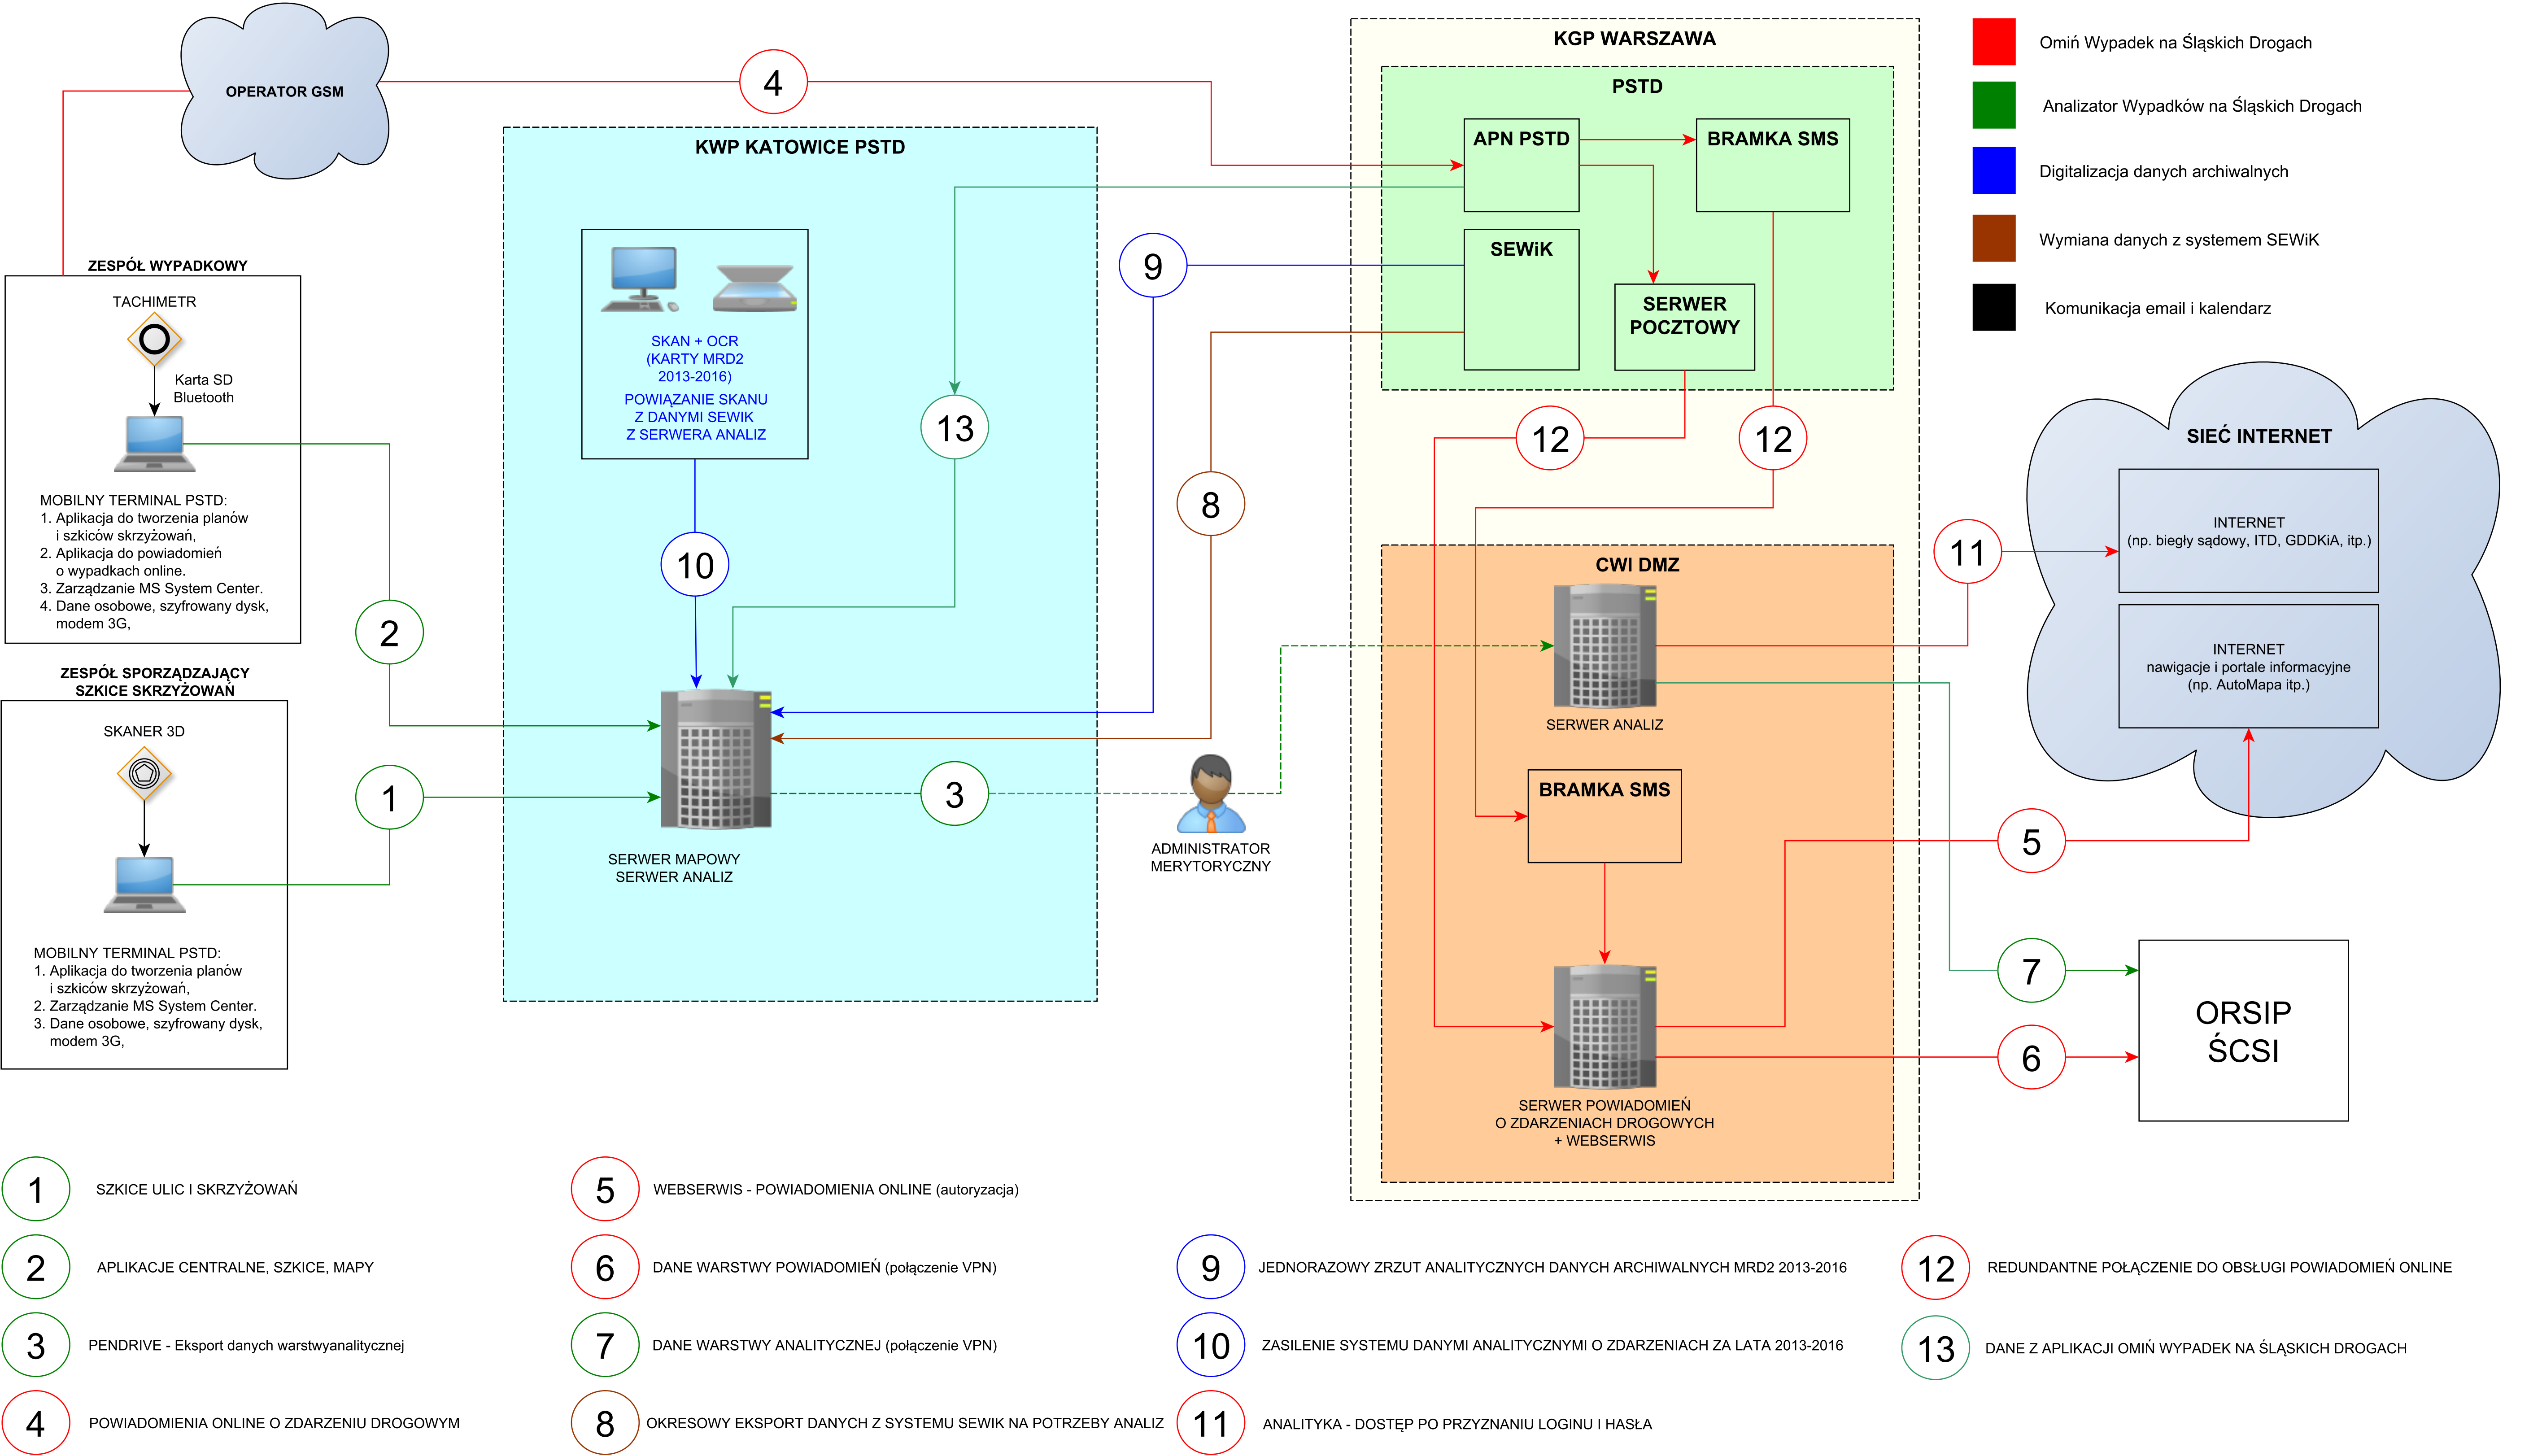 OPERATOR GSM
4
KGP WARSZAWA
PSTD
APN PSTD
BRAMKA SMS
SEWiK
SERWER
POCZTOWY
Omiń Wypadek na Śląskich Drogach
Analizator Wypadków na Śląskich Drogach
Digitalizacja danych archiwalnych
Wymiana danych z systemem SEWiK
Komunikacja email i kalendarz
KWP KATOWICE PSTD
SKAN + OCR
(KARTY MRD2
2013-2016)
POWIĄZANIE SKANU
Z DANYMI SEWIK
Z SERWERA ANALIZ
9
13
8
10
12
12
ZESPÓŁ WYPADKOWY
TACHIMETR
Karta SD
Bluetooth
MOBILNY TERMINAL PSTD:
1. Aplikacja do tworzenia planów
i szkiców skrzyżowań,
2. Aplikacja do powiadomień
o wypadkach online.
3. Zarządzanie MS System Center.
4. Dane osobowe, szyfrowany dysk,
modem 3G,
2
ZESPÓŁ SPORZĄDZAJĄCY
SZKICE SKRZYŻOWAŃ
SKANER 3D
MOBILNY TERMINAL PSTD:
1. Aplikacja do tworzenia planów
i szkiców skrzyżowań,
2. Zarządzanie MS System Center.
3. Dane osobowe, szyfrowany dysk,
modem 3G,
1
SERWER MAPOWY
SERWER ANALIZ
3
ADMINISTRATOR
MERYTORYCZNY
CWI DMZ
SERWER ANALIZ
BRAMKA SMS
SERWER POWIADOMIEŃ
O ZDARZENIACH DROGOWYCH
+ WEBSERWIS
SIEĆ INTERNET
INTERNET
(np. biegły sądowy, ITD, GDDKiA, itp.)
INTERNET
nawigacje i portale informacyjne
(np. AutoMapa itp.)
11
5
7
6
ORSIP
ŚCSI
1 SZKICE ULIC I SKRZYŻOWAŃ
2 APLIKACJE CENTRALNE, SZKICE, MAPY
3 PENDRIVE - Eksport danych warstwyanalitycznej
4 POWIADOMIENIA ONLINE O ZDARZENIU DROGOWYM
5 WEBSERWIS - POWIADOMIENIA ONLINE (autoryzacja)
6 DANE WARSTWY POWIADOMIEŃ (połączenie VPN)
7 DANE WARSTWY ANALITYCZNEJ (połączenie VPN)
8 OKRESOWY EKSPORT DANYCH Z SYSTEMU SEWIK NA POTRZEBY ANALIZ
9 JEDNORAZOWY ZRZUT ANALITYCZNYCH DANYCH ARCHIWALNYCH MRD2 2013-2016
10 ZASILENIE SYSTEMU DANYMI ANALITYCZNYMI O ZDARZENIACH ZA LATA 2013-2016
11 ANALITYKA - DOSTĘP PO PRZYZNANIU LOGINU I HASŁA
12 REDUNDANTNE POŁĄCZENIE DO OBSŁUGI POWIADOMIEŃ ONLINE
13 DANE Z APLIKACJI OMIŃ WYPADEK NA ŚLĄSKICH DROGACH